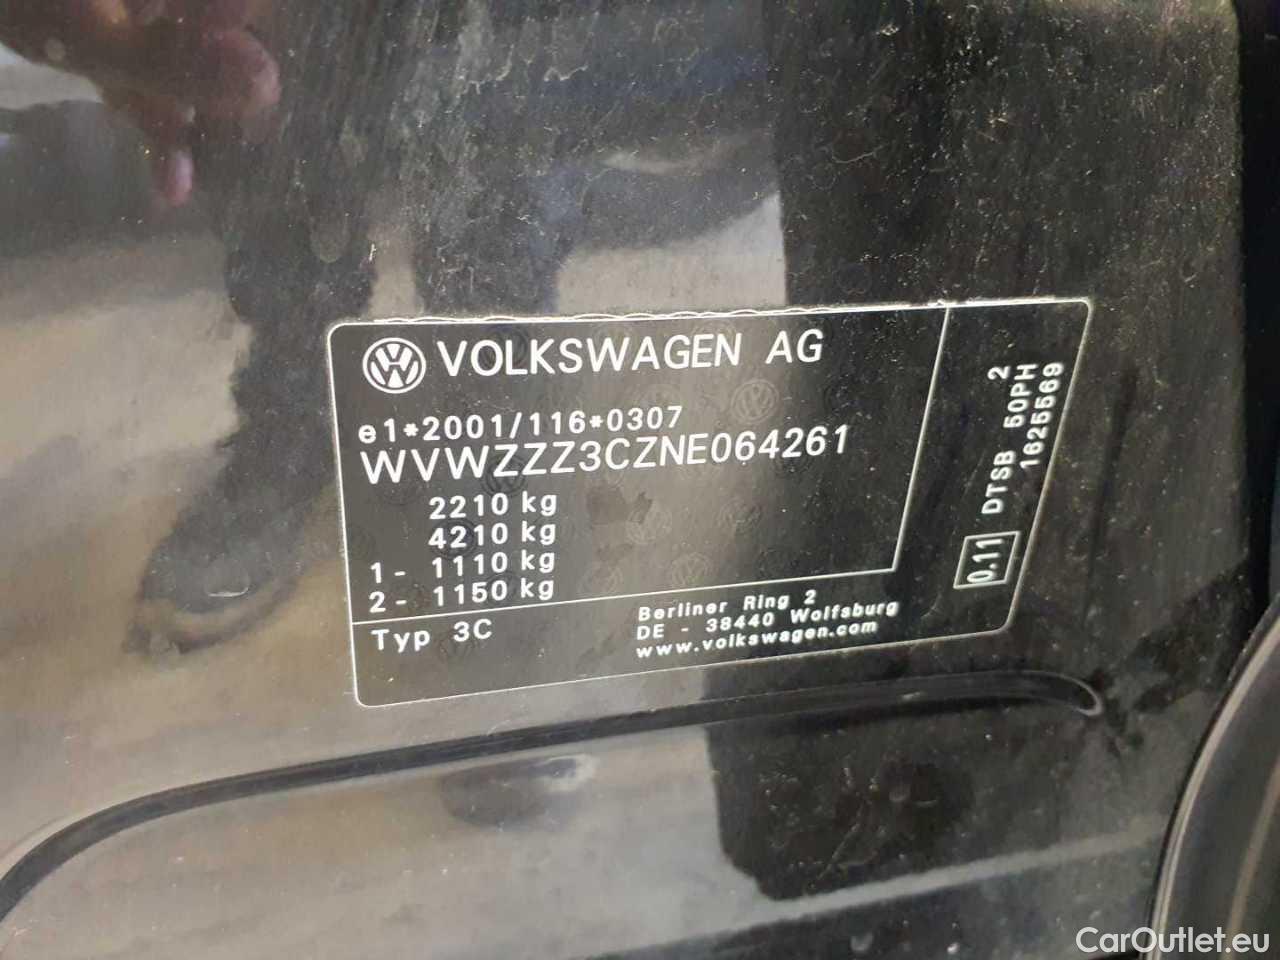 VOLKSWAGEN AG
e1*2001/116*0307
WVWZZZ3CZNE064261
2210 kg
4210 kg
1- 1110 kg
2- 1150 kg
Typ 3C
Berliner Ring 2
DE - 38440 Wolfsburg
www.volkswagen.com
2
0.11 DTSB 50PH
1625569
CarOutlet.eu